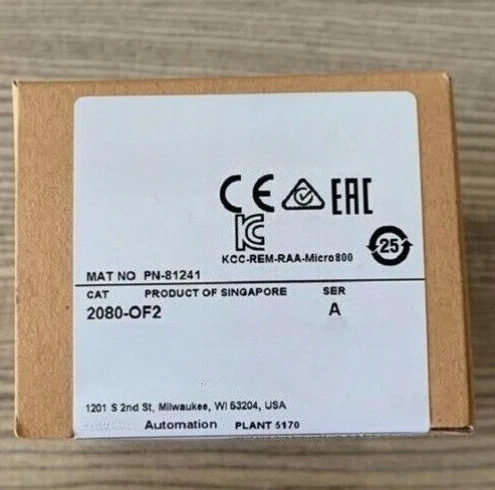 CE EAC
KC
KCC-REM-RAA-Micro800
25
MAT NO PN-81241
CAT PRODUCT OF SINGAPORE SER
2080-OF2 A
1201 S 2nd St, Milwaukee, WI 53204, USA
Automation PLANT 5170